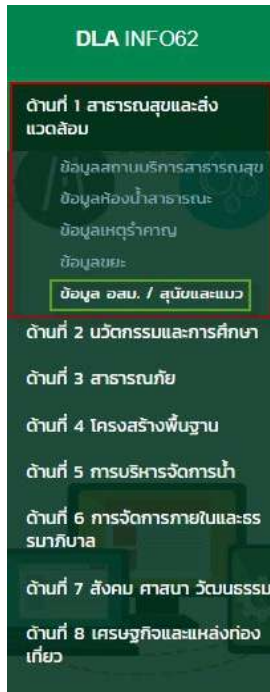 DLA INFO62
ด้านที่ 1 สาธารณสุขและสิ่ง
แวดล้อม
ข้อมูลสถานบริการสาธารณสุข
ข้อมูลห้องน้ำสาธารณะ
ข้อมูลเหตุรำคาญ
ข้อมูลขยะ
ข้อมูล อสม. / สุนัขและแมว
ด้านที่ 2 นวัตกรรมและการศึกษา
ด้านที่ 3 สาธารณภัย
ด้านที่ 4 โครงสร้างพื้นฐาน
ด้านที่ 5 การบริหารจัดการน้ำ
ด้านที่ 6 การจัดการภายในและธร
รมาภิบาล
ด้านที่ 7 สังคม ศาสนา วัฒนธรรม
ด้านที่ 8 เศรษฐกิจและแหล่งท่อง
เที่ยว